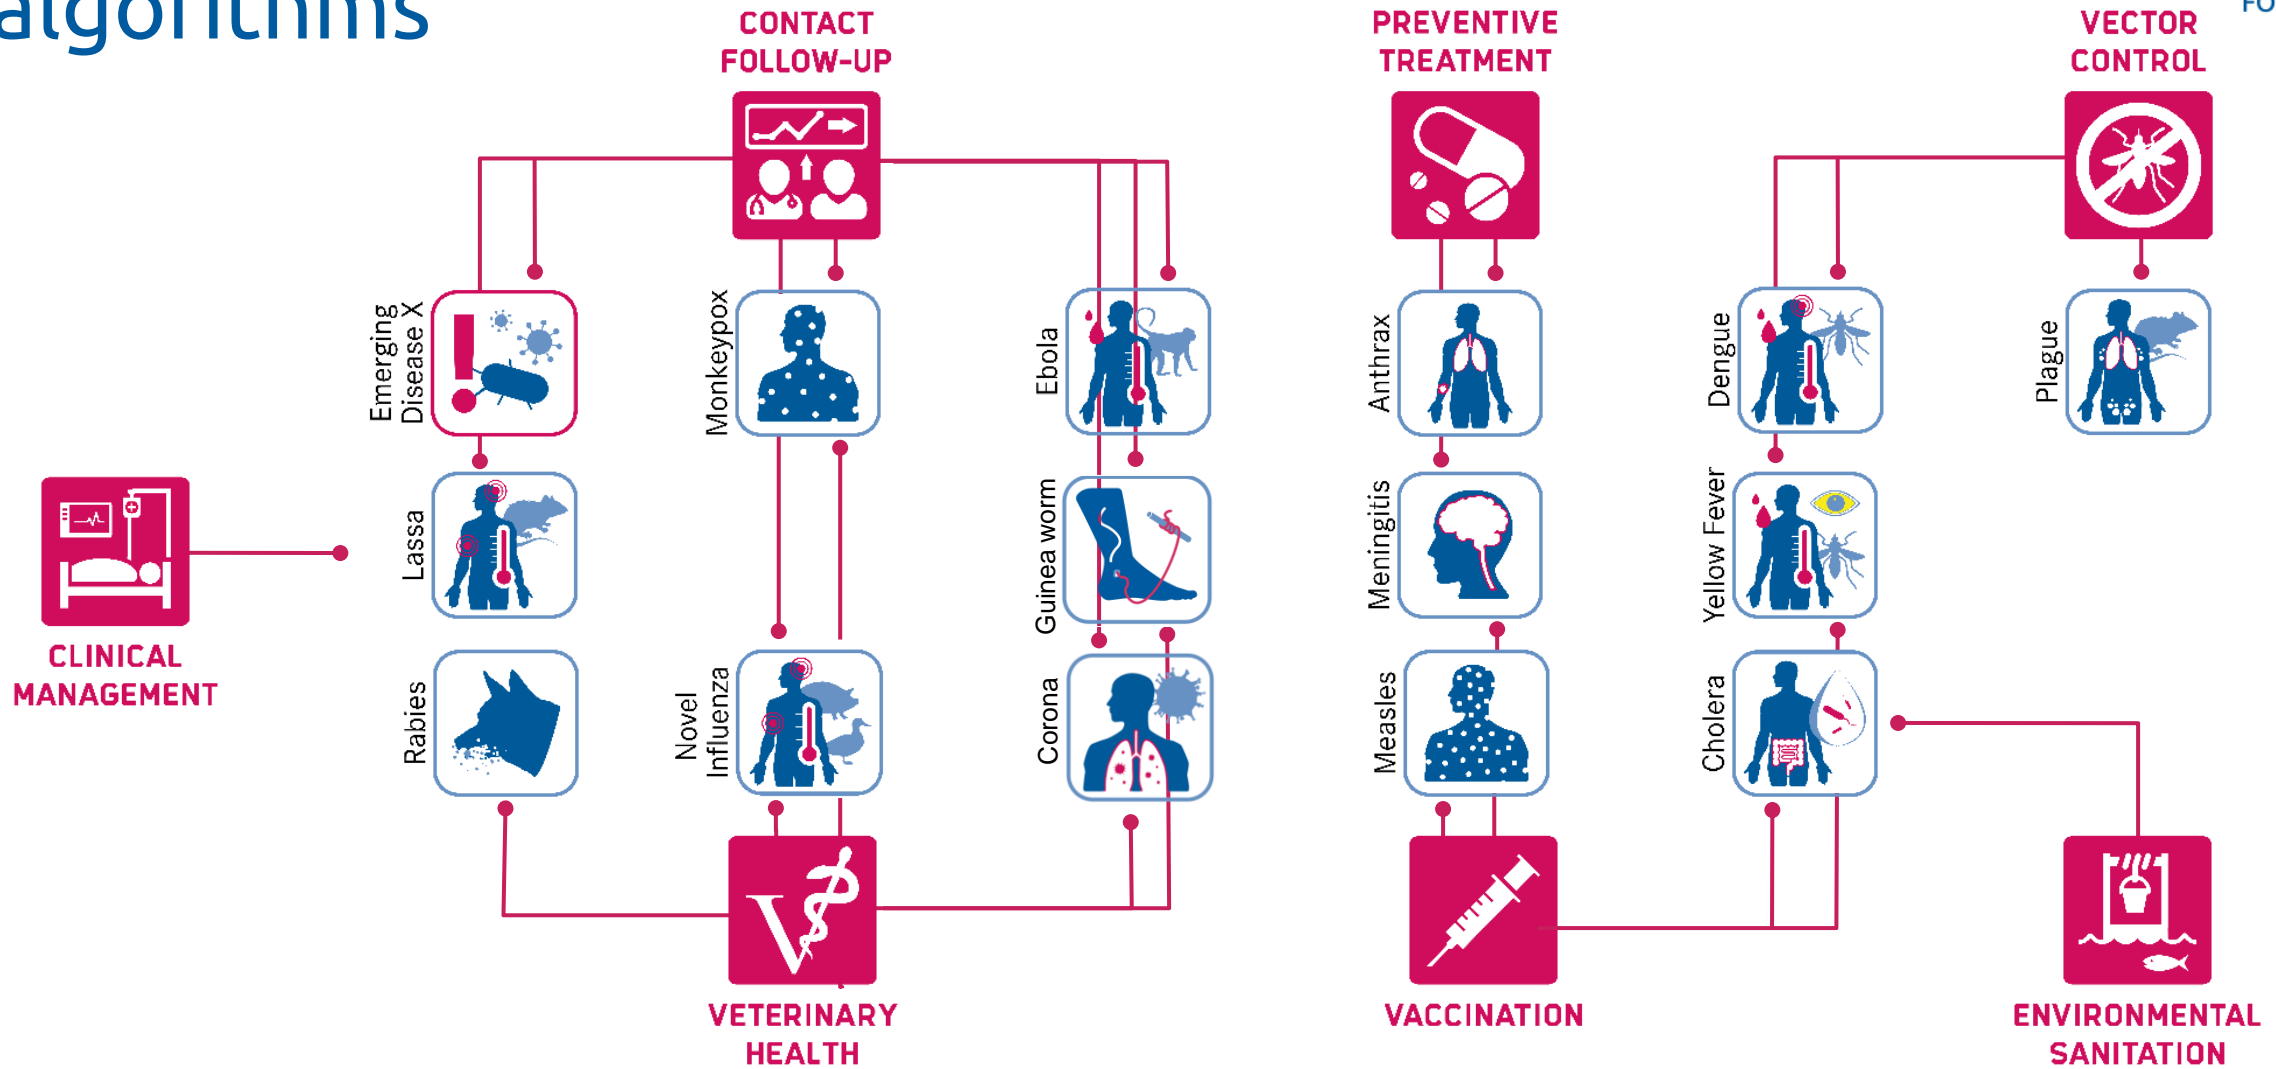 algorithms
FO
CONTACT
FOLLOW-UP
PREVENTIVE
TREATMENT
VECTOR
CONTROL
Emerging
Disease X
Monkeypox
Ebola
Anthrax
Dengue
Plague
Lassa
Guinea worm
Meningitis
Yellow Fever
CLINICAL
MANAGEMENT
Rabies
Novel
Influenza
Corona
Measles
Cholera
V
VETERINARY
HEALTH
VACCINATION
ENVIRONMENTAL
SANITATION